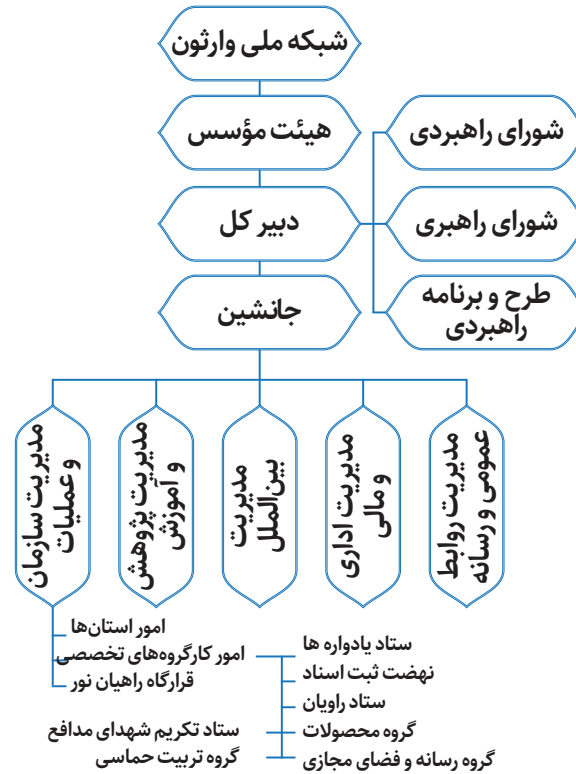 شبکه ملی وارثون
هیئت مؤسس
شورای راهبردی
دبیر کل
شورای راهبری
جانشین
طرح و برنامه
راهبردی
مدیریت روابط
عمومی و رسانه
مدیریت اداری
و مالی
مدیریت
بین‌الملل
مدیریت پژوهش
و آموزش
مدیریت سازمان
و عملیات
امور استان‌ها
امور کارگروه‌های تخصصی
قرارگاه راهیان نور
ستاد یادواره ها
نهضت ثبت اسناد
ستاد راویان
گروه محصولات
گروه رسانه و فضای مجازی
ستاد تکریم شهدای مدافع
گروه تربیت حماسی